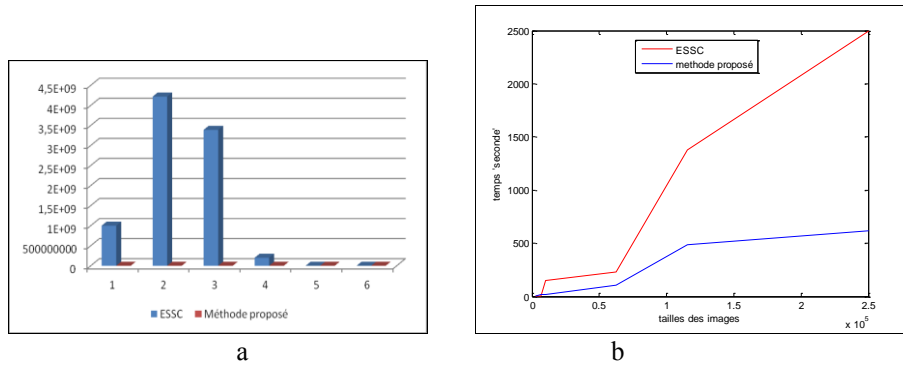 4,5E+09
4E+09
3,5E+09
3E+09
2,5E+09
2E+09
1,5E+09
1E+09
500000000
0
1 2 3 4 5 6
ESSC Méthode proposé
a
2500
2000
1500
1000
500
0
temps 'seconde'
ESSC
methode proposé
0 0.5 1 1.5 2 2.5
x 10^5
tailles des images
b